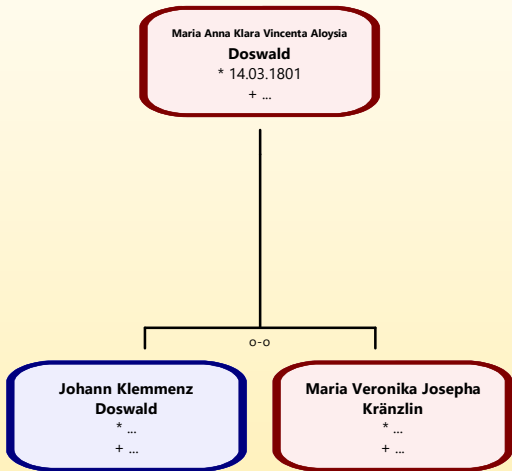 Maria Anna Klara Vincenta Aloysia
Doswald
* 14.03.1801
+ ...
o-o
Johann Klemmenz
Doswald
* ...
+ ...
Maria Veronika Josepha
Kränzlin
* ...
+ ...